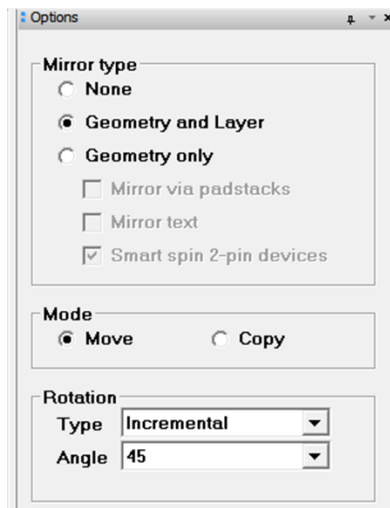 Options
Mirror type
None
Geometry and Layer
Geometry only
Mirror via padstacks
Mirror text
Smart spin 2-pin devices
Mode
Move Copy
Rotation
Type Incremental
Angle 45